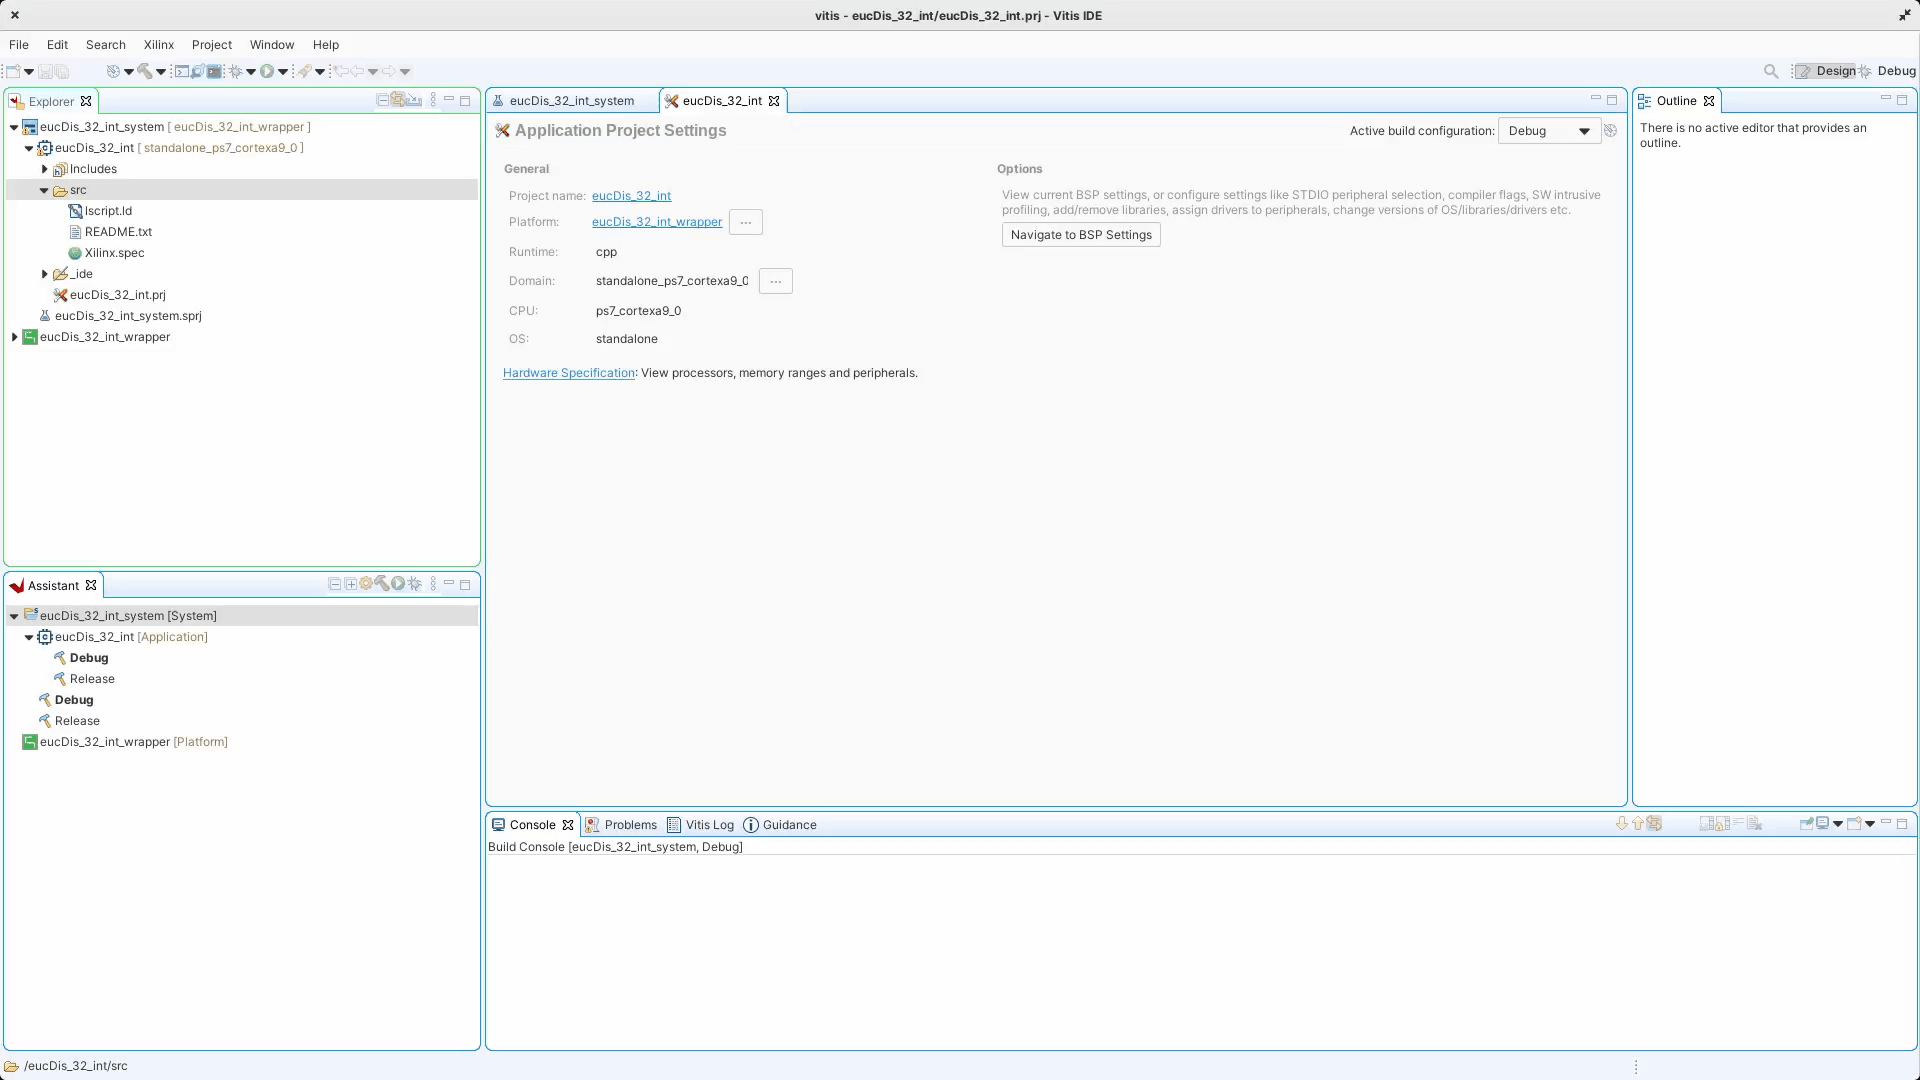 vitis - eucDis_32_int/eucDis_32_int.prj - Vitis IDE
File Edit Search Xilinx Project Window Help
Design Debug
Explorer
eucDis_32_int_system [ eucDis_32_int_wrapper ]
eucDis_32_int [ standalone_ps7_cortexa9_0 ]
Includes
src
lscript.ld
README.txt
Xilinx.spec
_ide
eucDis_32_int.prj
eucDis_32_int_system.sprj
eucDis_32_int_wrapper
Assistant
eucDis_32_int_system [System]
eucDis_32_int [Application]
Debug
Release
Debug
Release
eucDis_32_int_wrapper [Platform]
eucDis_32_int_system eucDis_32_int
Application Project Settings
Active build configuration: Debug
General
Project name: eucDis_32_int
Platform: eucDis_32_int_wrapper ...
Runtime: cpp
Domain: standalone_ps7_cortexa9_0 ...
CPU: ps7_cortexa9_0
OS: standalone
Hardware Specification: View processors, memory ranges and peripherals.
Options
View current BSP settings, or configure settings like STDIO peripheral selection, compiler flags, SW intrusive
profiling, add/remove libraries, assign drivers to peripherals, change versions of OS/libraries/drivers etc.
Navigate to BSP Settings
Outline
There is no active editor that provides an
outline.
Console Problems Vitis Log Guidance
Build Console [eucDis_32_int_system, Debug]
/eucDis_32_int/src